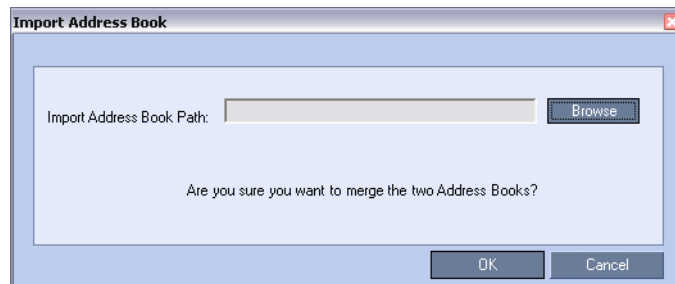 Import Address Book
Import Address Book Path:
Browse
Are you sure you want to merge the two Address Books?
OK
Cancel